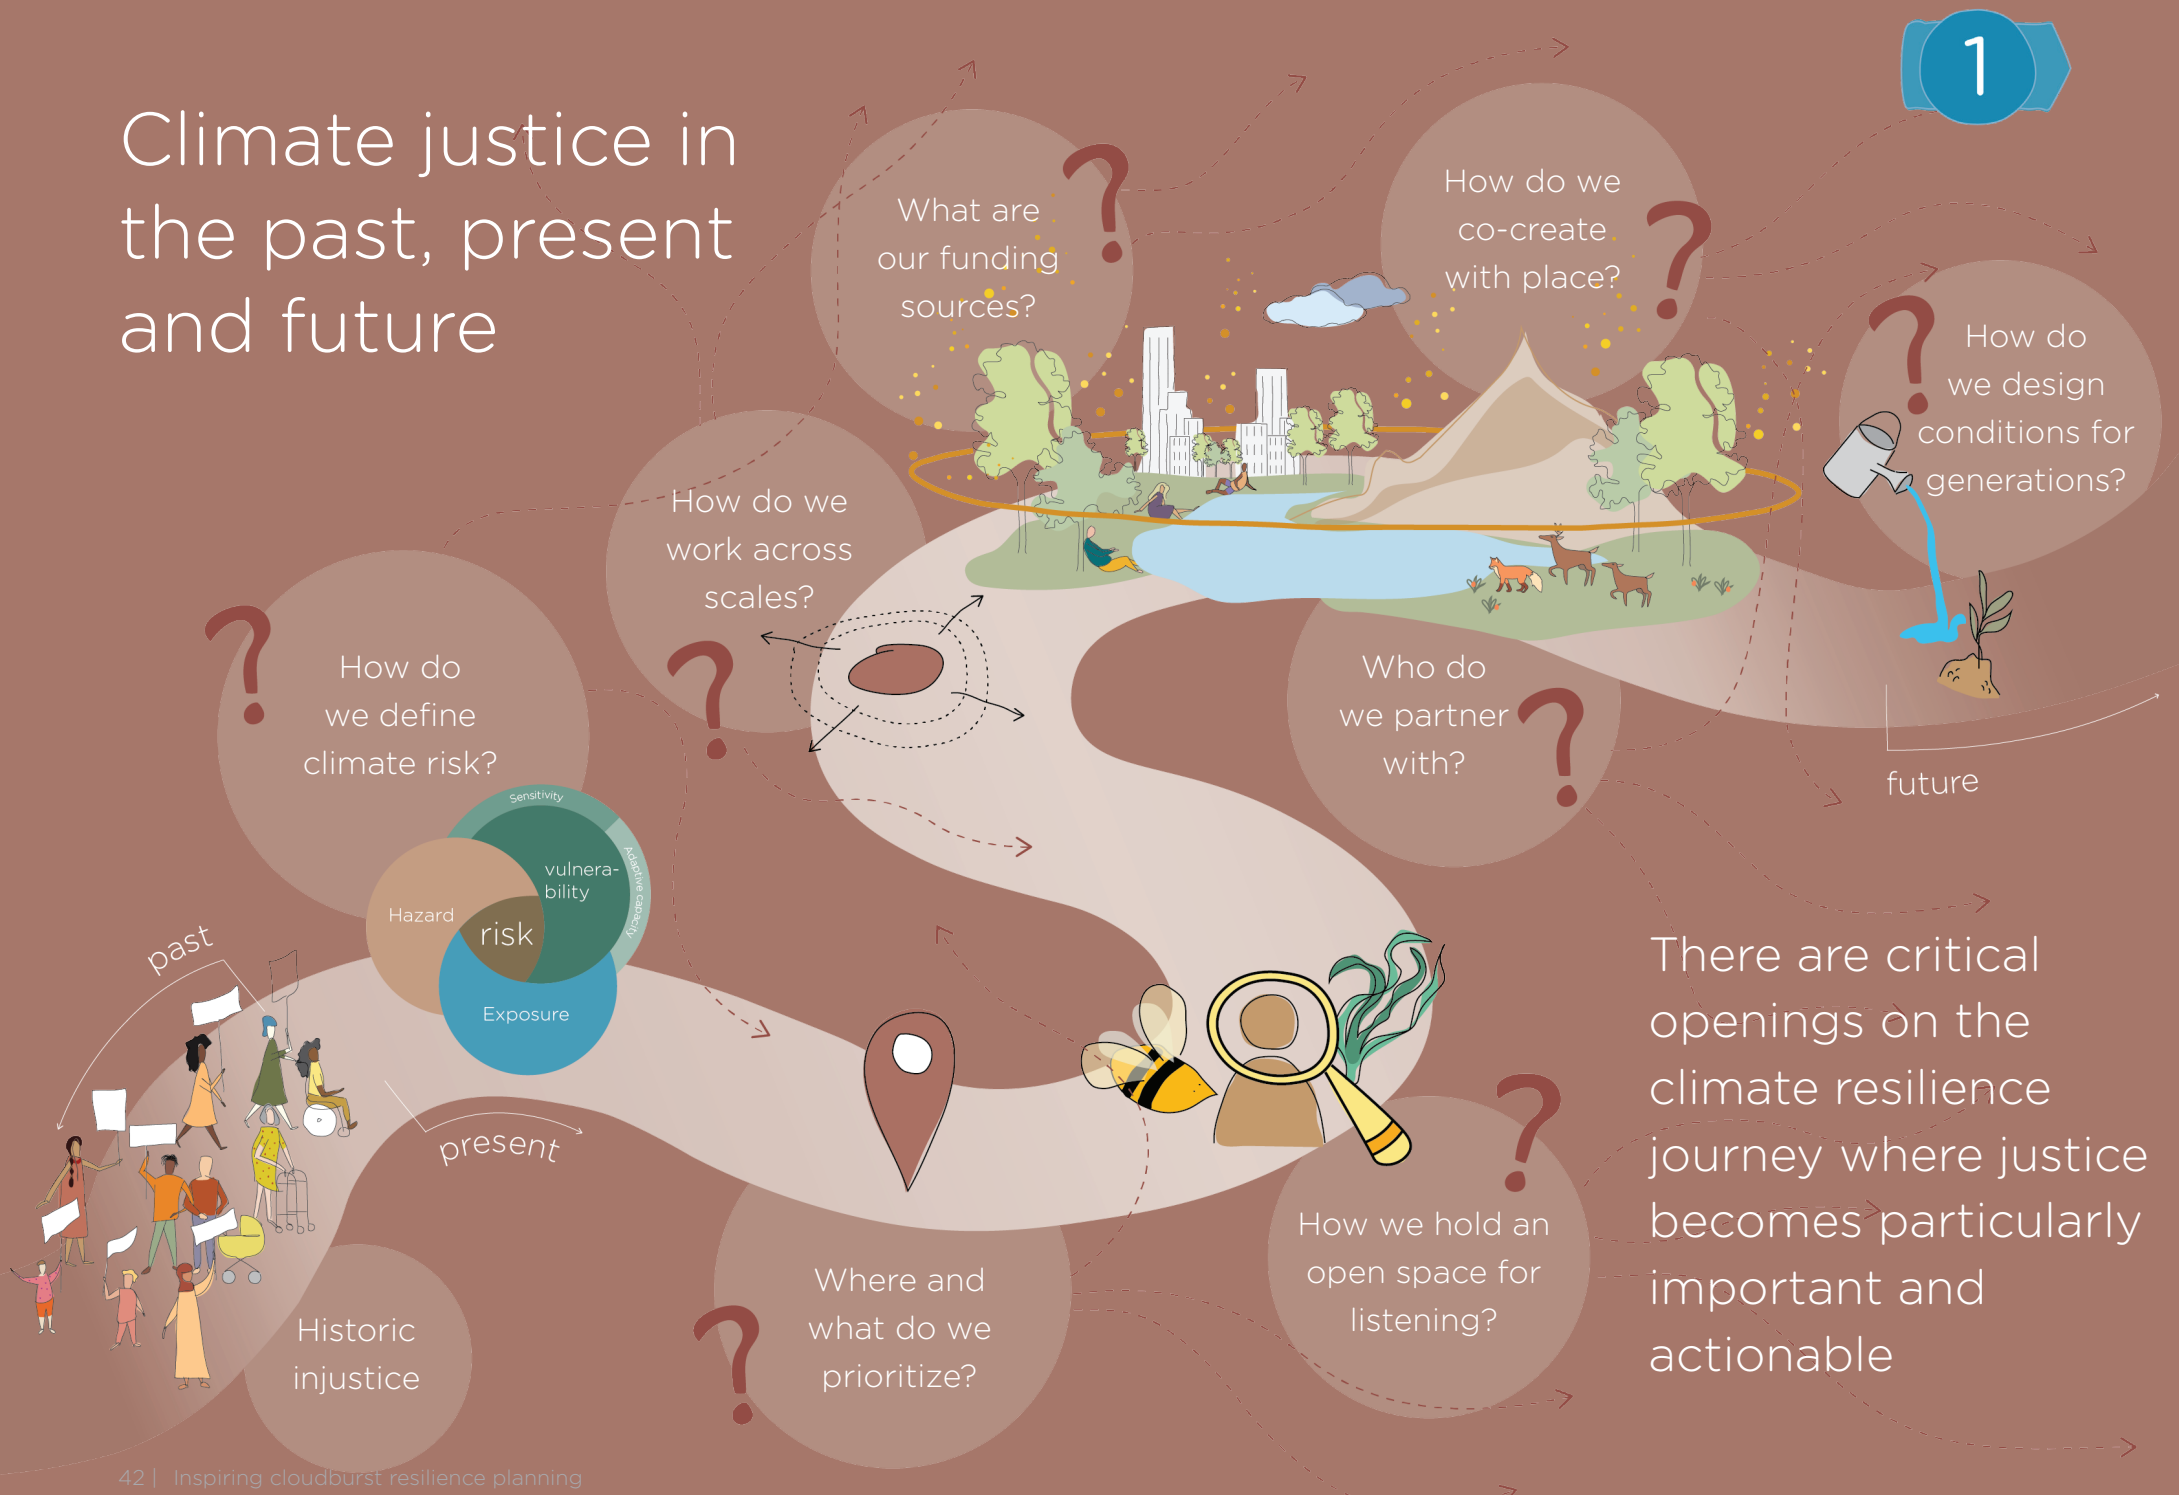 1
Climate justice in
the past, present
and future
What are
our funding
sources?
How do we
co-create
with place?
How do
we design
conditions for
generations?
How do we
work across
scales?
How do
we define
climate risk?
Who do
we partner
with?
future
Sensitivity
Adaptive capacity
vulnera-
bility
Hazard
risk
Exposure
past
present
There are critical
openings on the
climate resilience
journey where justice
becomes particularly
important and
actionable
How we hold an
open space for
listening?
Where and
what do we
prioritize?
Historic
injustice
42 | Inspiring cloudburst resilience planning